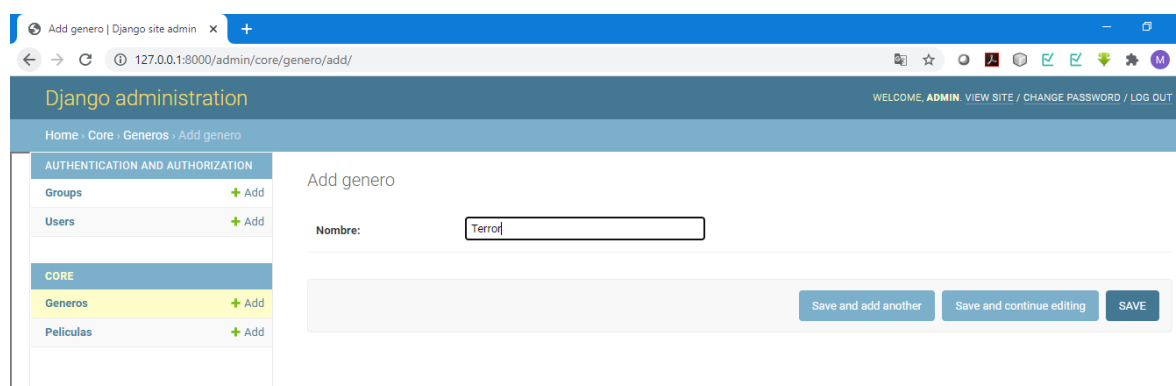 Add genero | Django site admin
127.0.0.1:8000/admin/core/genero/add/
M
Django administration
WELCOME, ADMIN. VIEW SITE / CHANGE PASSWORD / LOG OUT
Home › Core › Generos › Add genero
AUTHENTICATION AND AUTHORIZATION
Groups + Add
Users + Add
CORE
Generos + Add
Peliculas + Add
Add genero
Nombre: Terror
Save and add another Save and continue editing SAVE